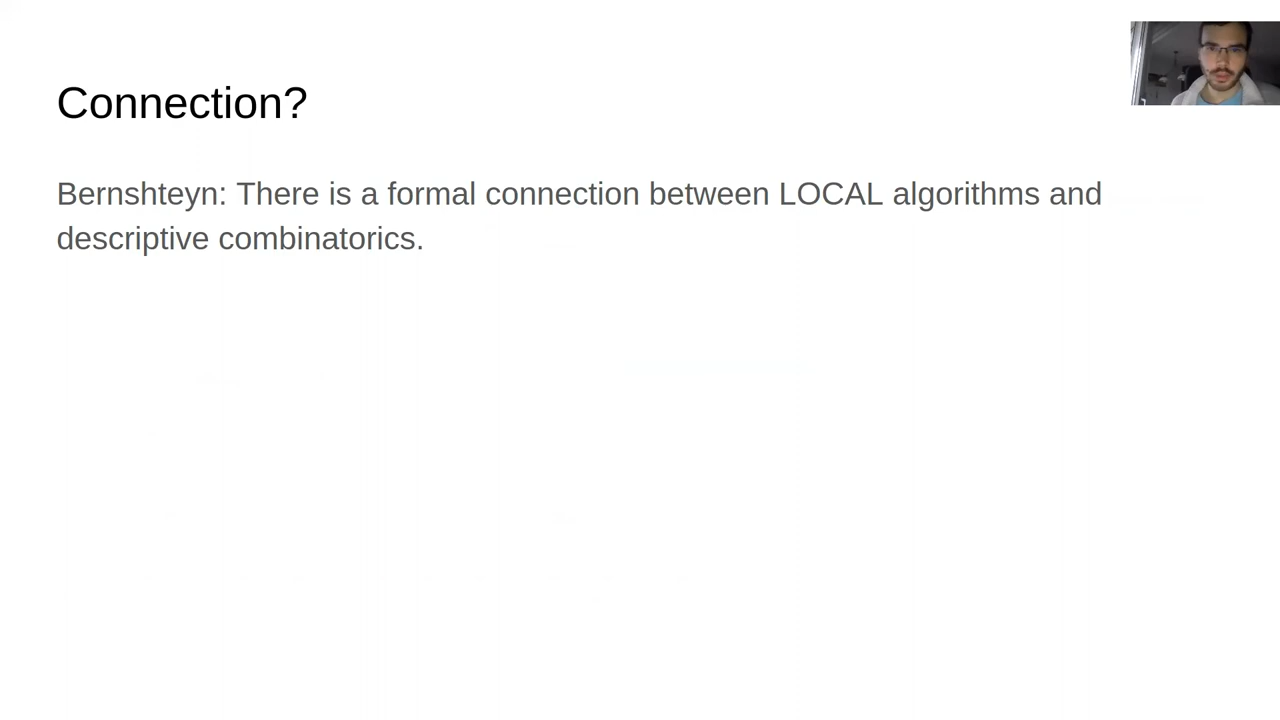 Connection?
Bernshteyn: There is a formal connection between LOCAL algorithms and
descriptive combinatorics.